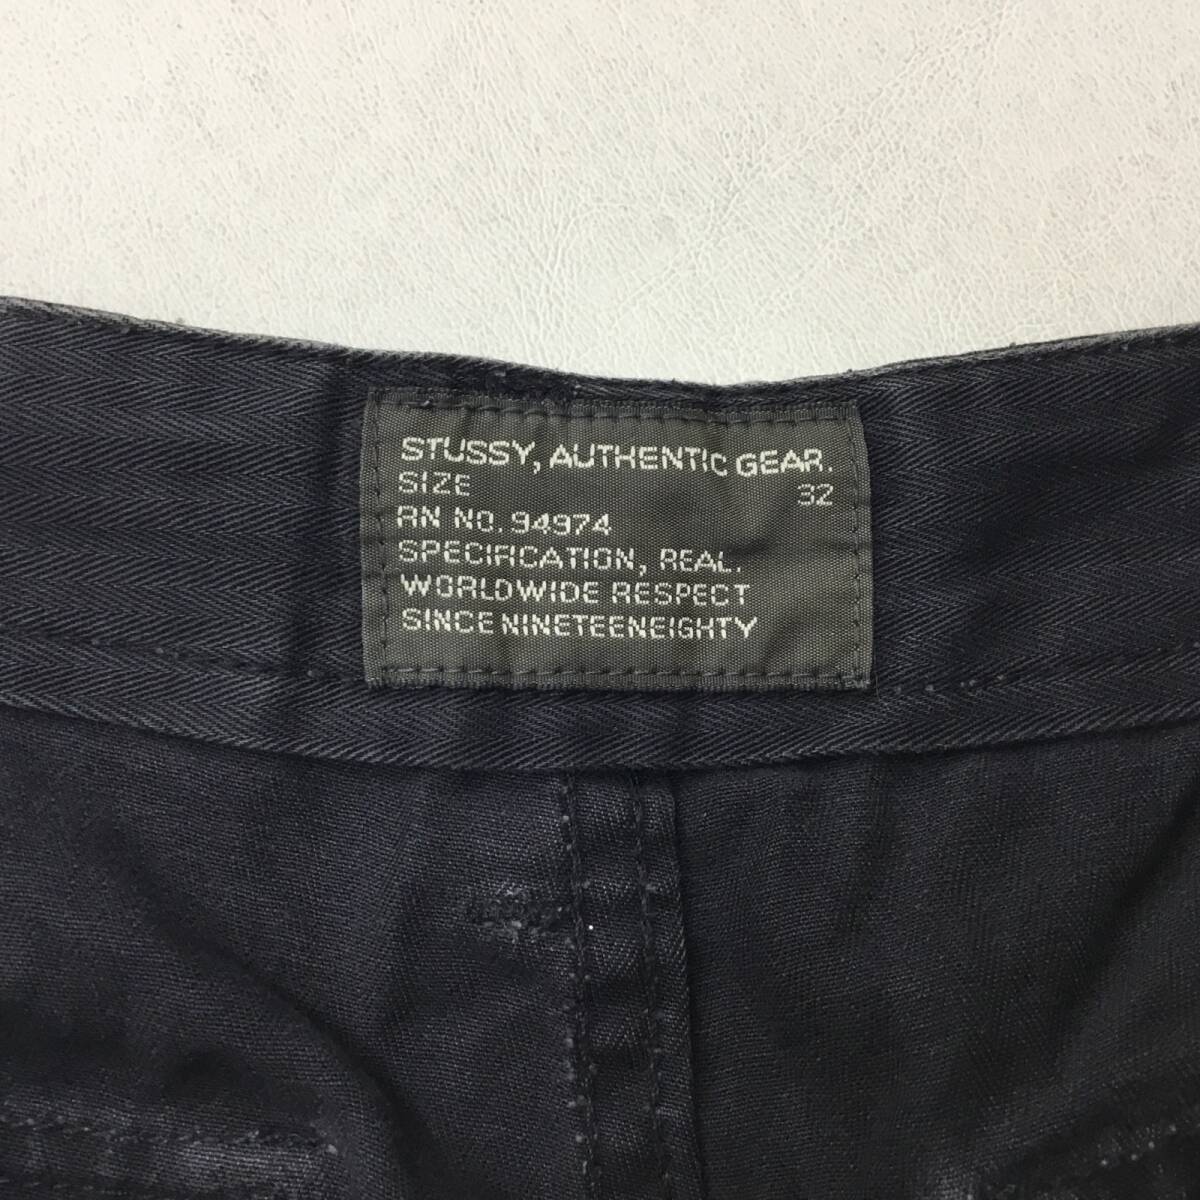 STUSSY, AUTHENTIC GEAR.
SIZE 32
RN NO. 94974
SPECIFICATION, REAL.
WORLDWIDE RESPECT
SINCE NINETEENEIGHTY